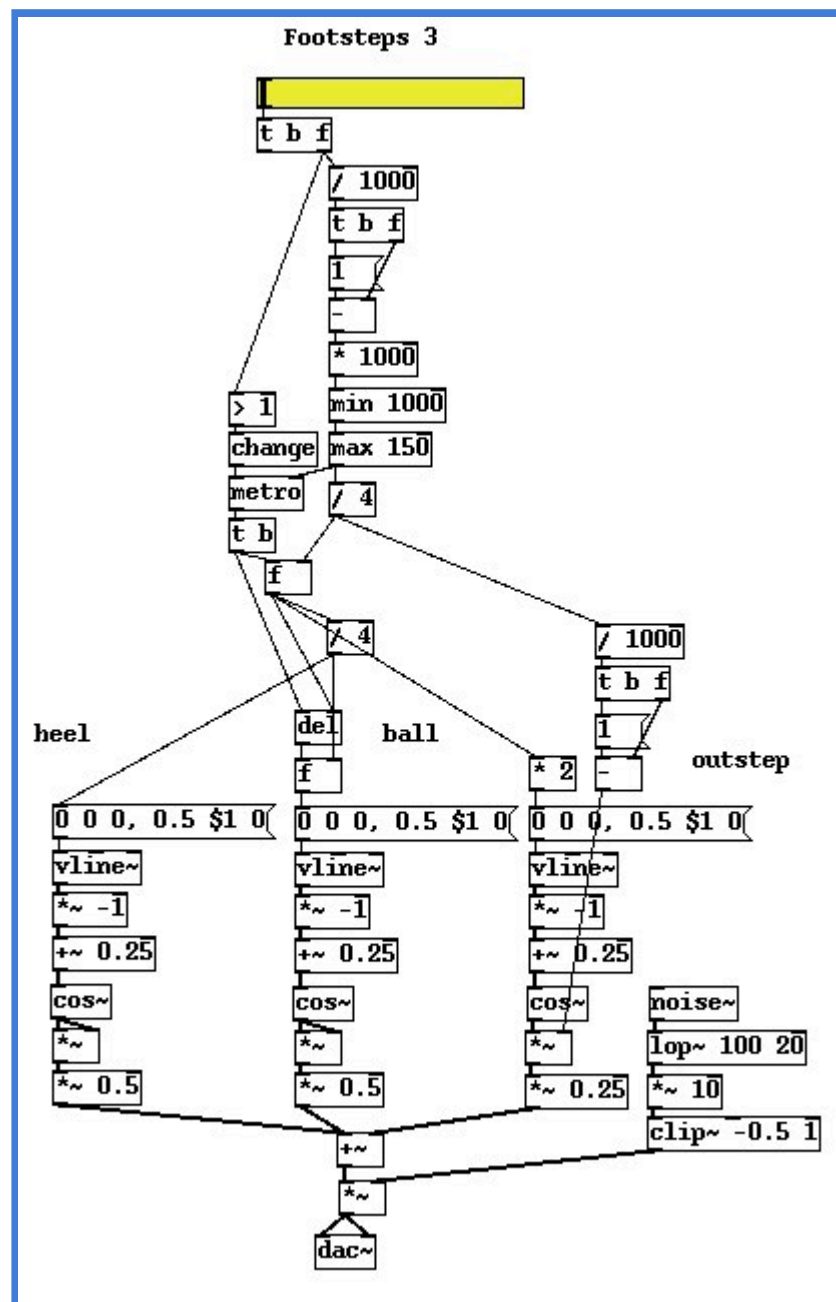 Footsteps 3
t b f
/ 1000
t b f
1
-
* 1000
> 1
min 1000
change
max 150
metro
/ 4
t b
f
/ 4
/ 1000
t b f
heel
del
ball
1
f
* 2
-
outstep
0 0 0, 0.5 $1 0
0 0 0, 0.5 $1 0
0 0 0, 0.5 $1 0
vline~
vline~
vline~
*~ -1
*~ -1
*~ -1
+~ 0.25
+~ 0.25
+~ 0.25
cos~
cos~
cos~
noise~
*~
*~
*~
lop~ 100 20
*~ 0.5
*~ 0.5
*~ 0.25
*~ 10
clip~ -0.5 1
+~
*~
dac~